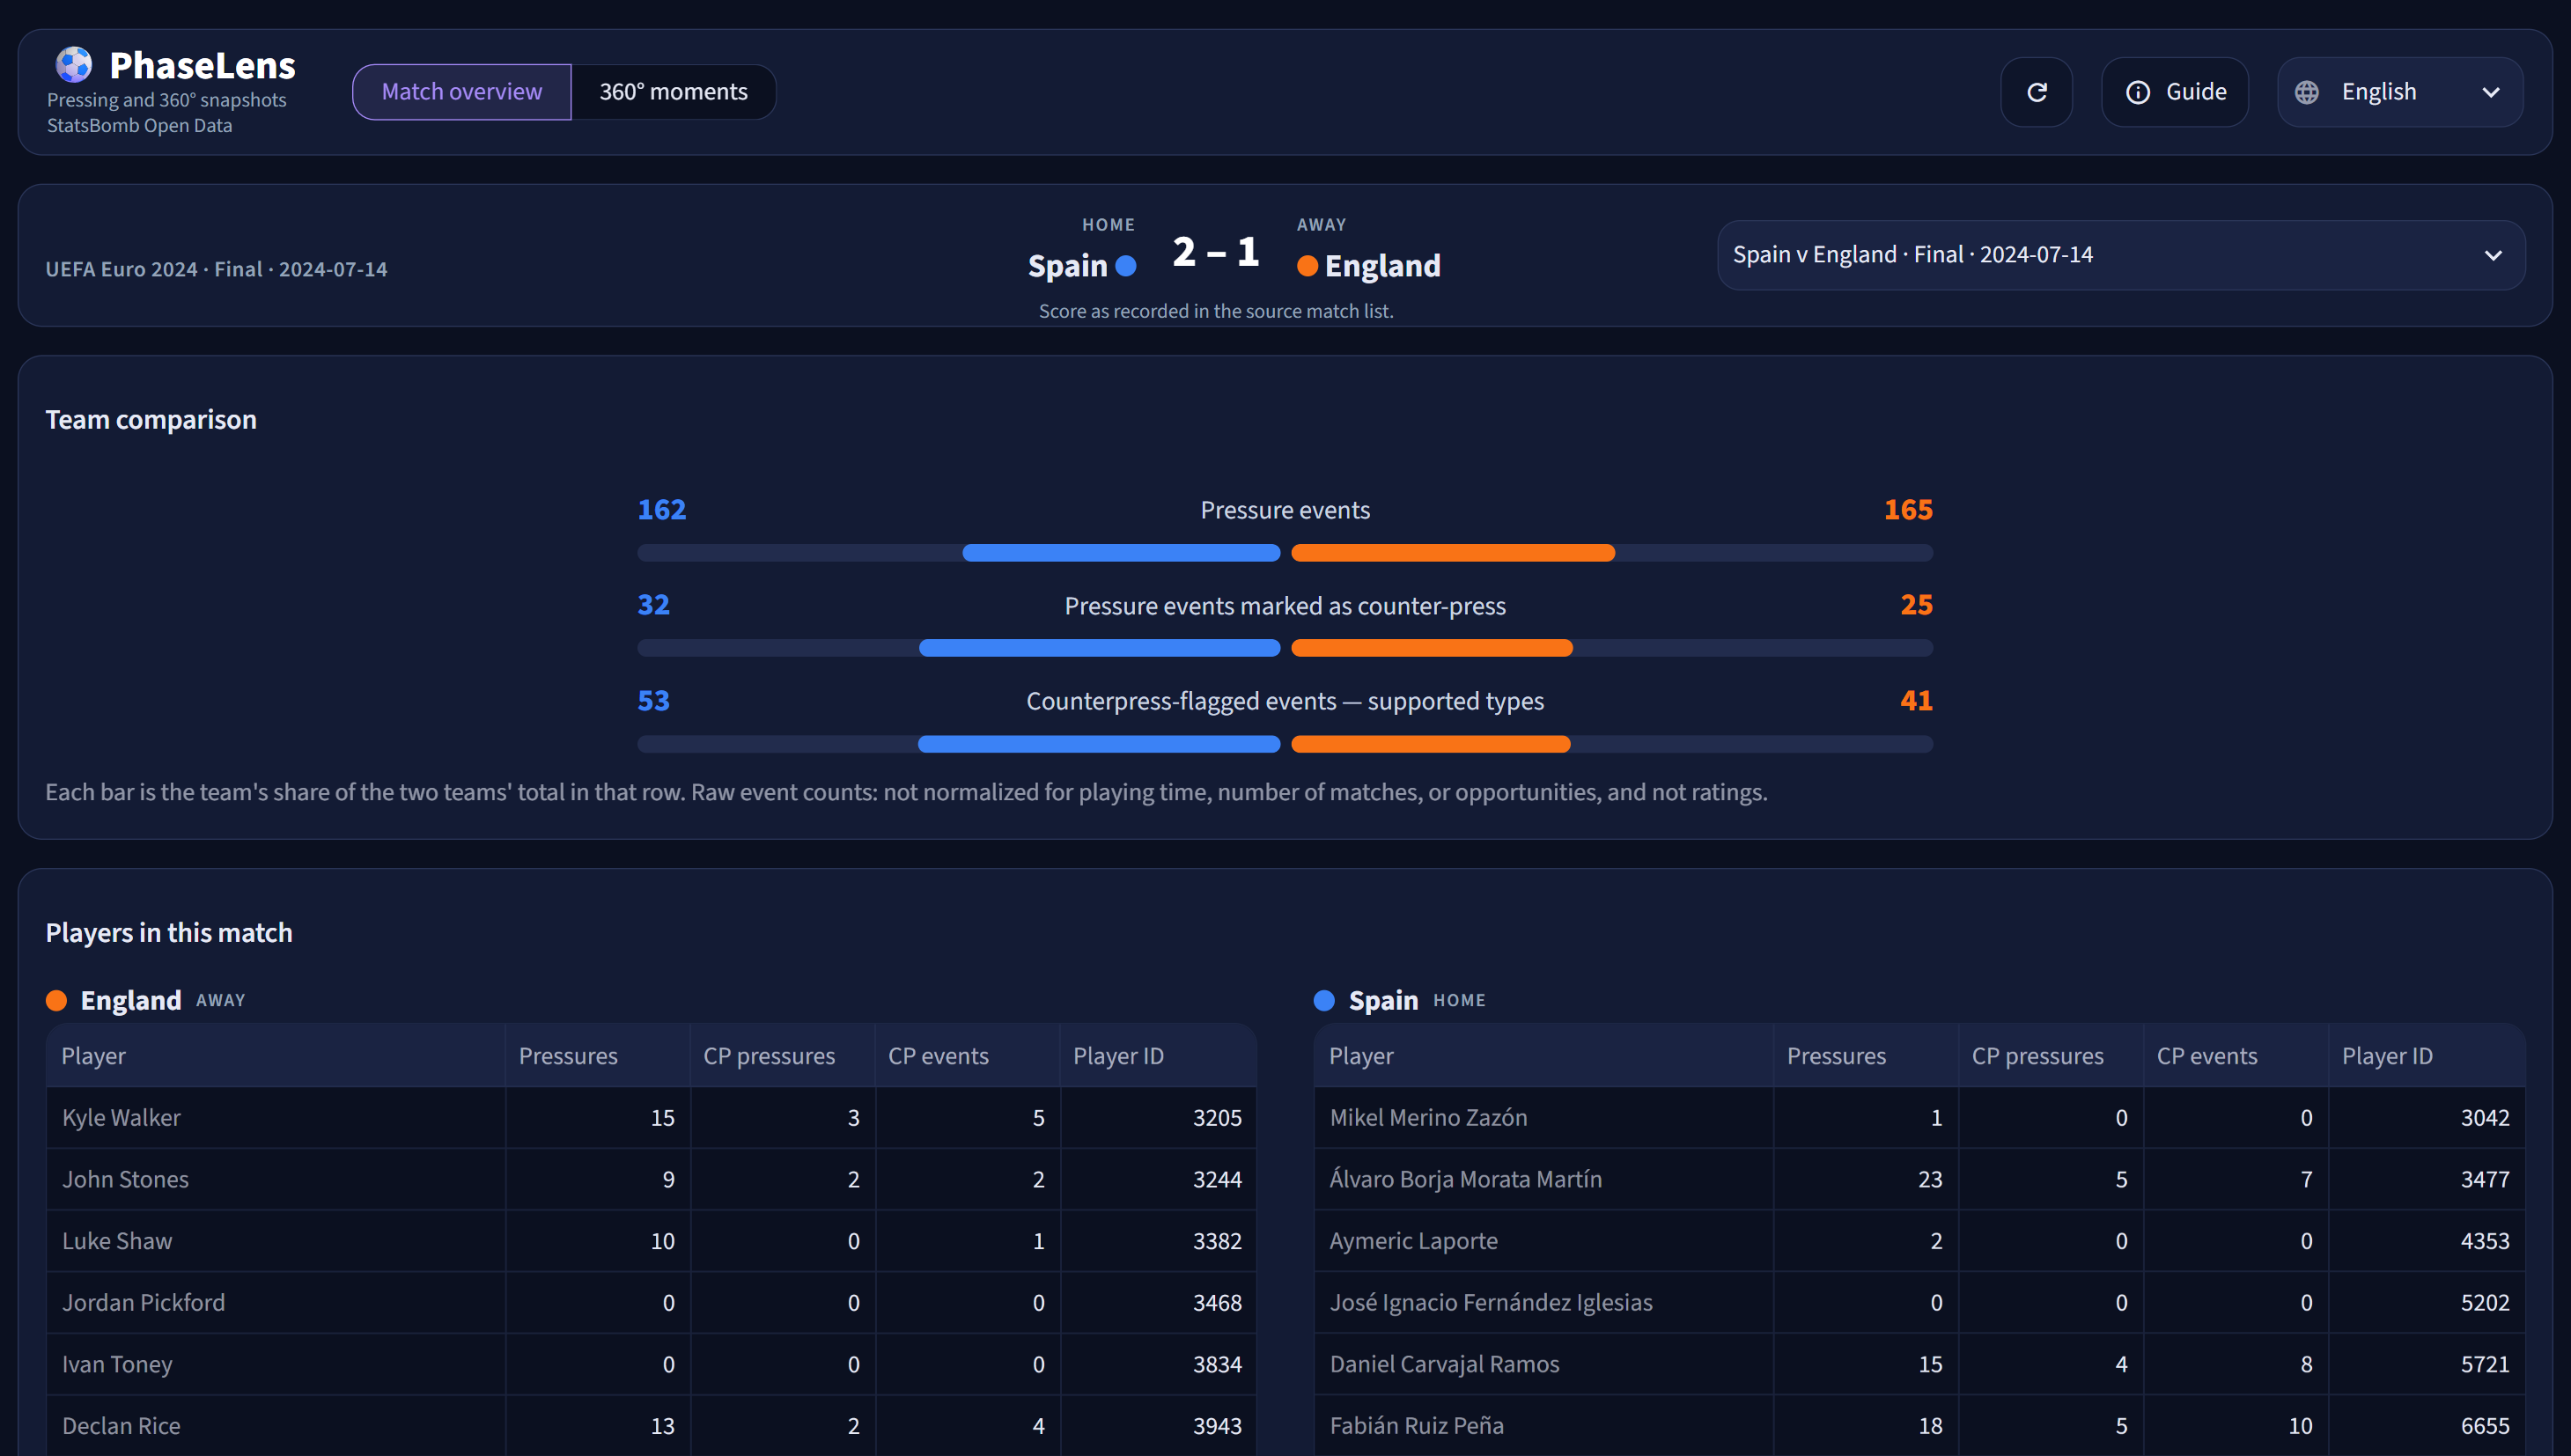 PhaseLens
Pressing and 360° snapshots
StatsBomb Open Data
Match overview
360° moments
Guide
English
UEFA Euro 2024 · Final · 2024-07-14
HOME
Spain
2 – 1
AWAY
England
Score as recorded in the source match list.
Spain v England · Final · 2024-07-14
Team comparison
162 Pressure events 165
32 Pressure events marked as counter-press 25
53 Counterpress-flagged events — supported types 41
Each bar is the team's share of the two teams' total in that row. Raw event counts: not normalized for playing time, number of matches, or opportunities, and not ratings.
Players in this match
England AWAY
Player Pressures CP pressures CP events Player ID
Kyle Walker 15 3 5 3205
John Stones 9 2 2 3244
Luke Shaw 10 0 1 3382
Jordan Pickford 0 0 0 3468
Ivan Toney 0 0 0 3834
Declan Rice 13 2 4 3943
Spain HOME
Player Pressures CP pressures CP events Player ID
Mikel Merino Zazón 1 0 0 3042
Álvaro Borja Morata Martín 23 5 7 3477
Aymeric Laporte 2 0 0 4353
José Ignacio Fernández Iglesias 0 0 0 5202
Daniel Carvajal Ramos 15 4 8 5721
Fabián Ruiz Peña 18 5 10 6655